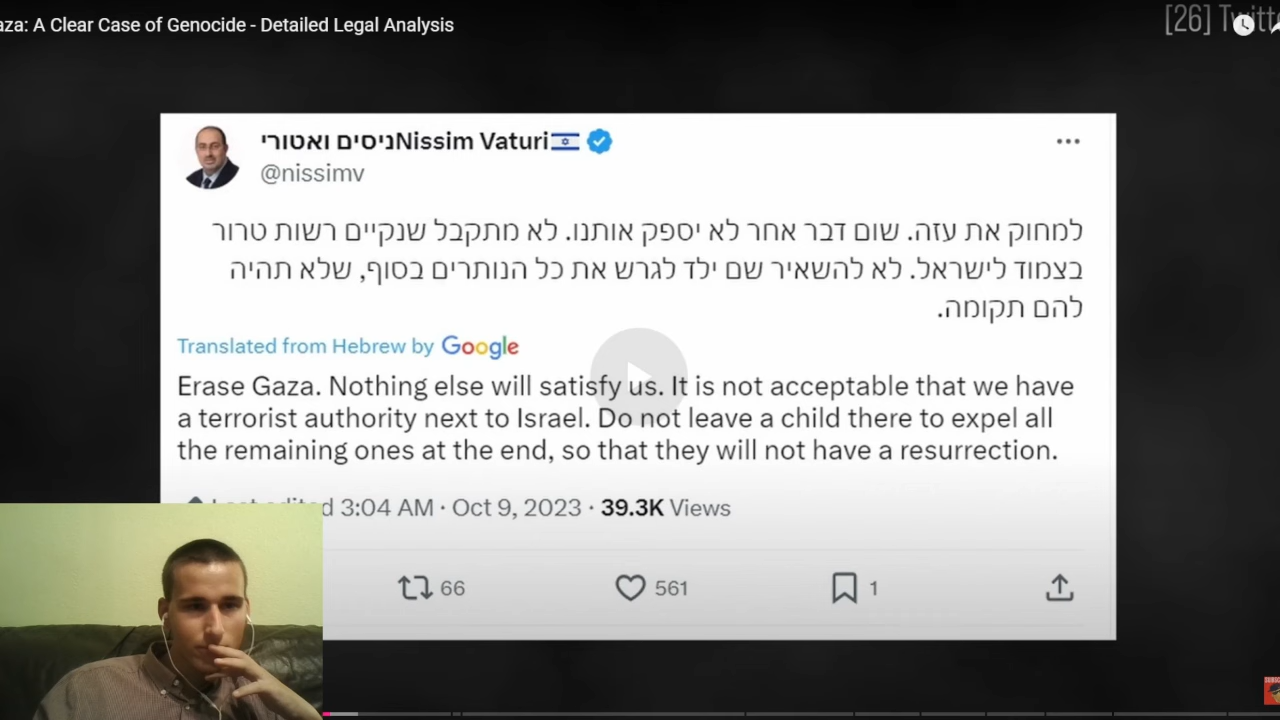 aza: A Clear Case of Genocide - Detailed Legal Analysis
[26] Twitt
ניסים ואטוריNissim Vaturi
@nissimv
למחוק את עזה. שום דבר אחר לא יספק אותנו. לא מתקבל שנקיים רשות טרור
בצמוד לישראל. לא להשאיר שם ילד לגרש את כל הנותרים בסוף, שלא תהיה
להם תקומה.
Translated from Hebrew by Google
Erase Gaza. Nothing else will satisfy us. It is not acceptable that we have
a terrorist authority next to Israel. Do not leave a child there to expel all
the remaining ones at the end, so that they will not have a resurrection.
Last edited 3:04 AM · Oct 9, 2023 · 39.3K Views
66
561
1